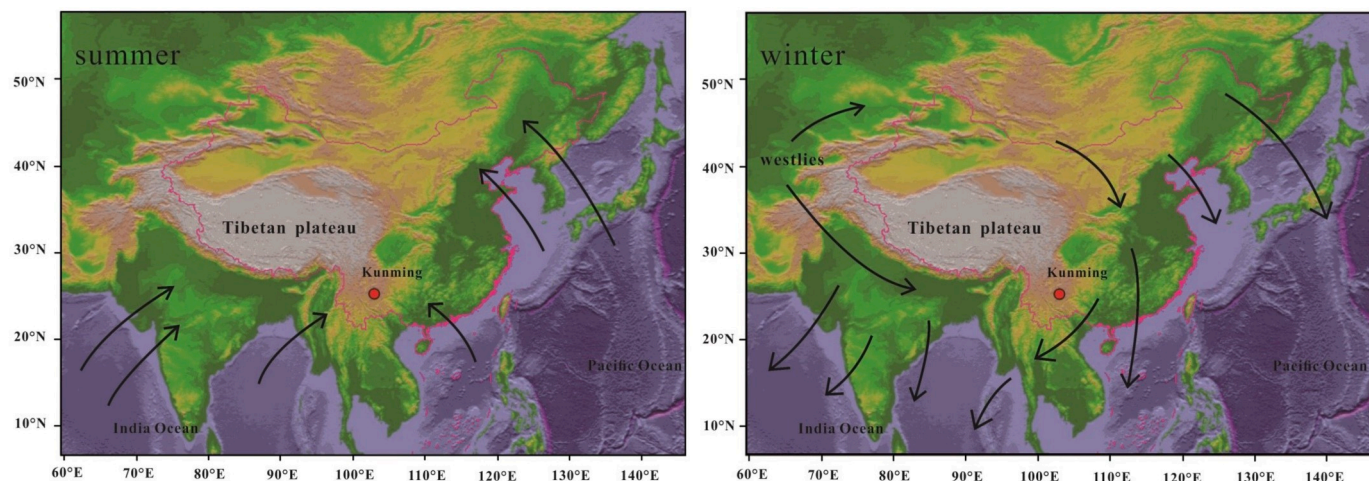 summer
50°N
40°N
30°N
20°N
10°N
Tibetan plateau
Kunming
India Ocean
Pacific Ocean
60°E
70°E
80°E
90°E
100°E
110°E
120°E
130°E
140°E
winter
50°N
40°N
30°N
20°N
10°N
westlies
Tibetan plateau
Kunming
India Ocean
Pacific Ocean
60°E
70°E
80°E
90°E
100°E
110°E
120°E
130°E
140°E